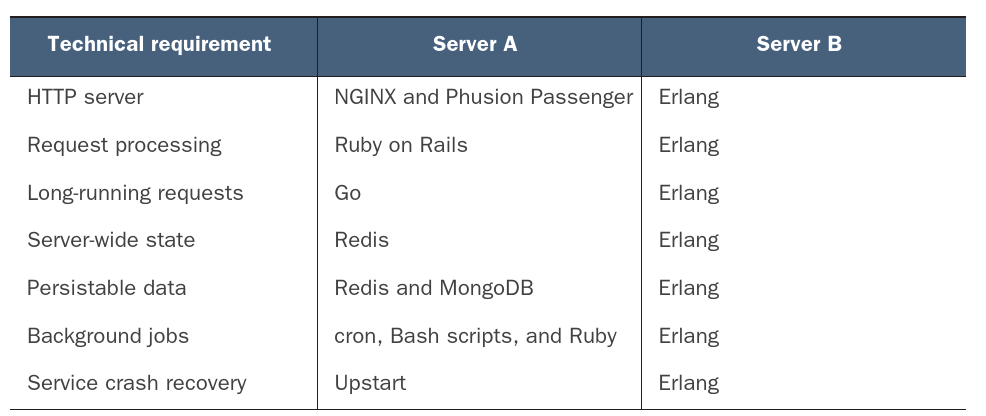 Technical requirement Server A Server B
HTTP server NGINX and Phusion Passenger Erlang
Request processing Ruby on Rails Erlang
Long-running requests Go Erlang
Server-wide state Redis Erlang
Persistable data Redis and MongoDB Erlang
Background jobs cron, Bash scripts, and Ruby Erlang
Service crash recovery Upstart Erlang